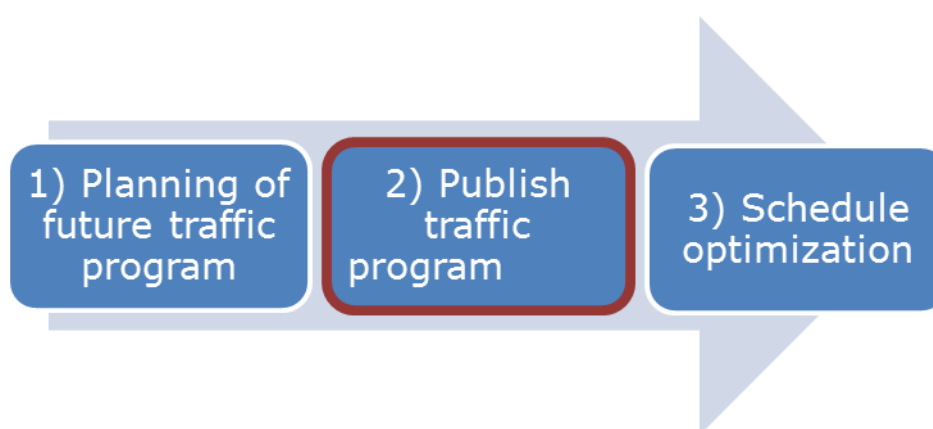 1) Planning of
future traffic
program
2) Publish
traffic
program
3) Schedule
optimization